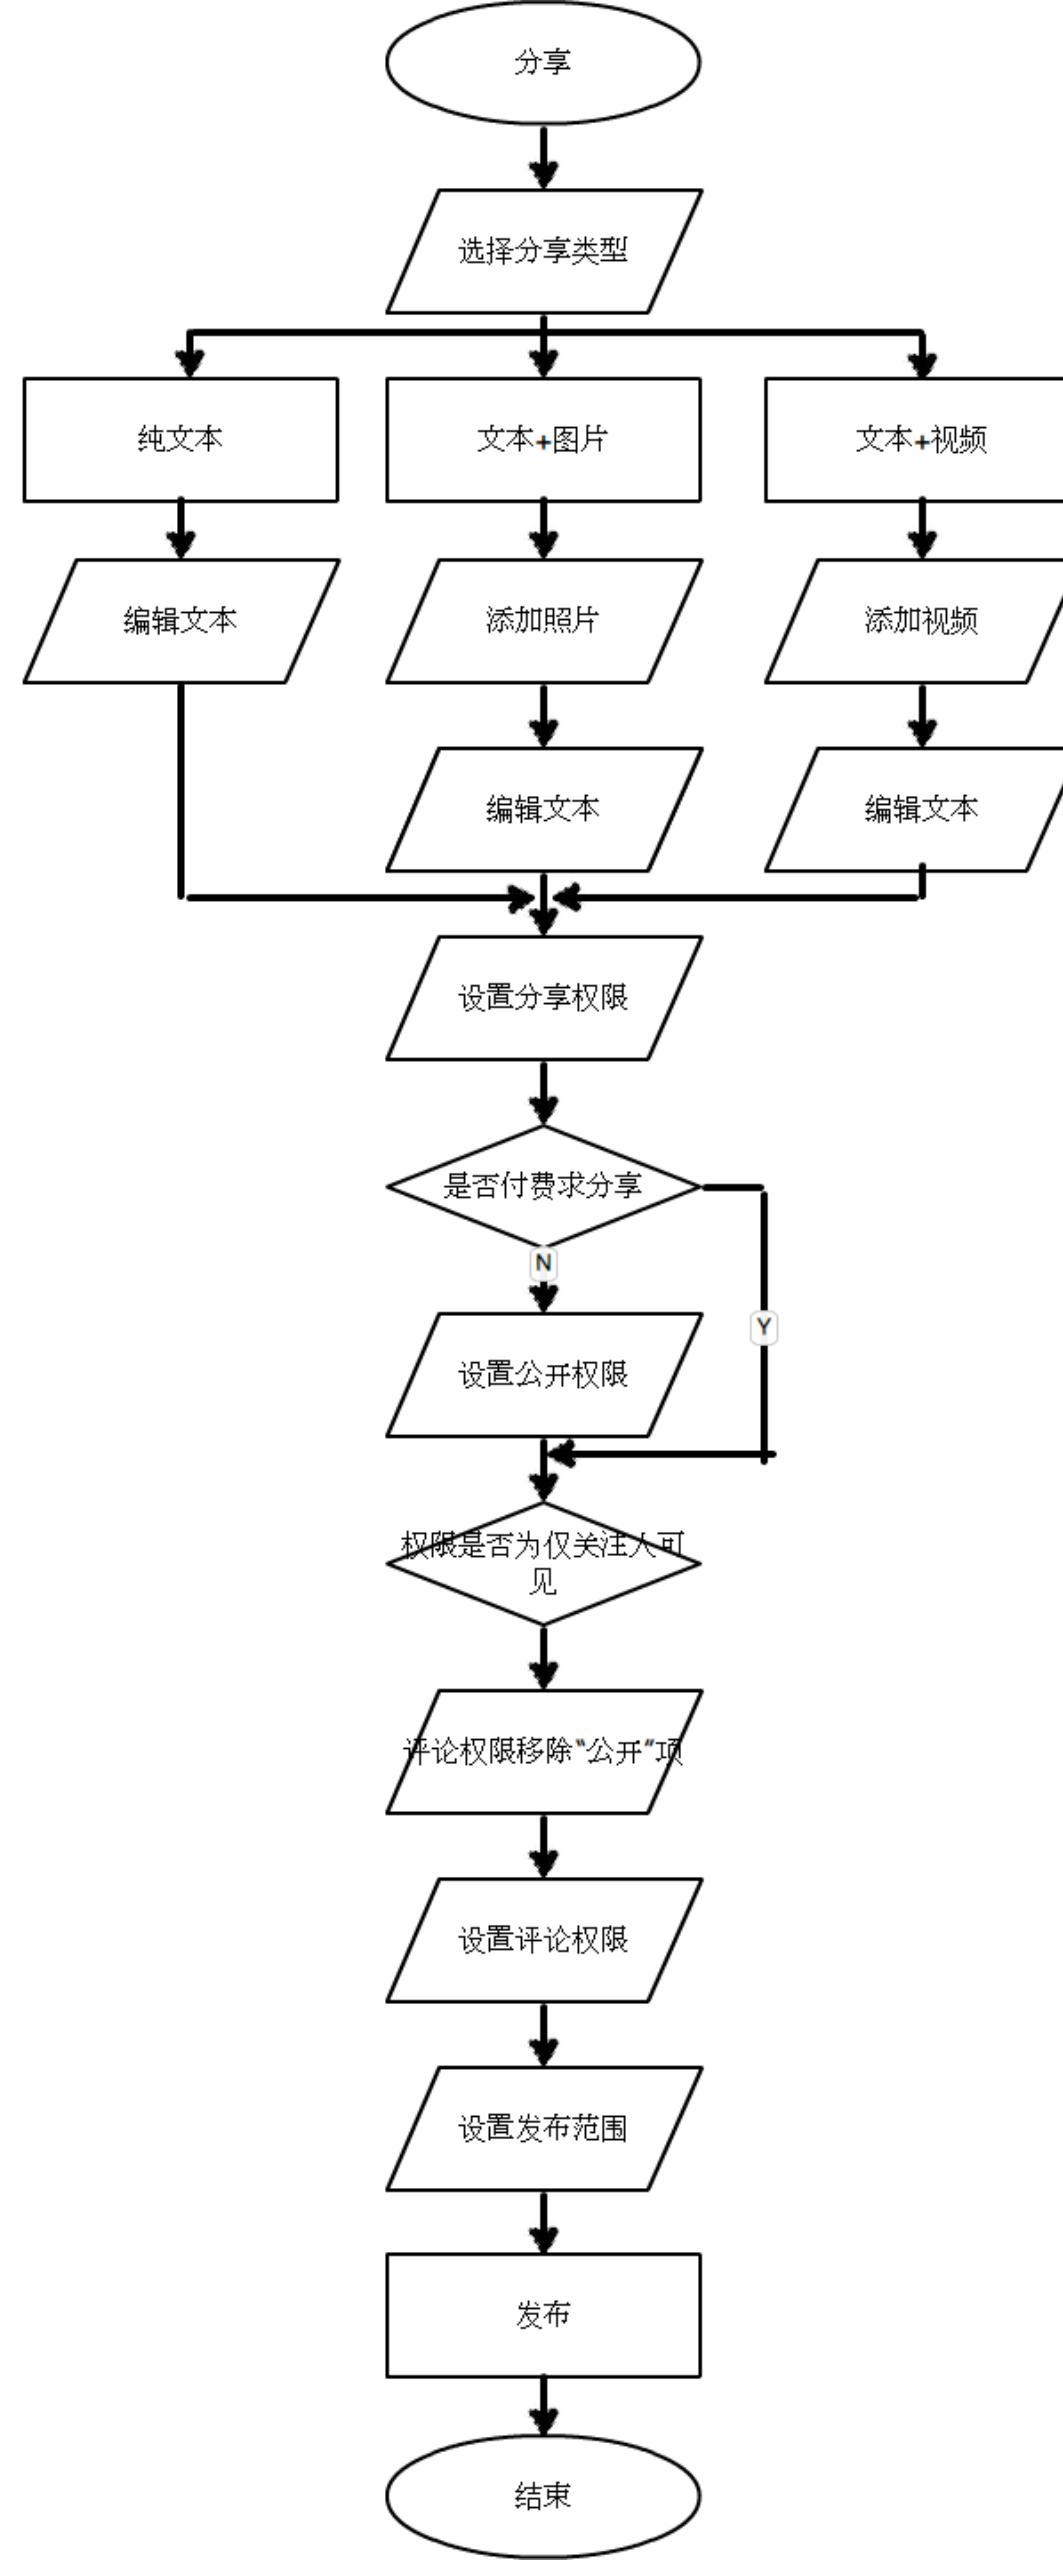 分享
选择分享类型
纯文本
文本+图片
文本+视频
编辑文本
添加照片
添加视频
编辑文本
编辑文本
设置分享权限
是否付费求分享
N
Y
设置公开权限
权限是否为仅关注人可
见
评论权限移除“公开”项
设置评论权限
设置发布范围
发布
结束